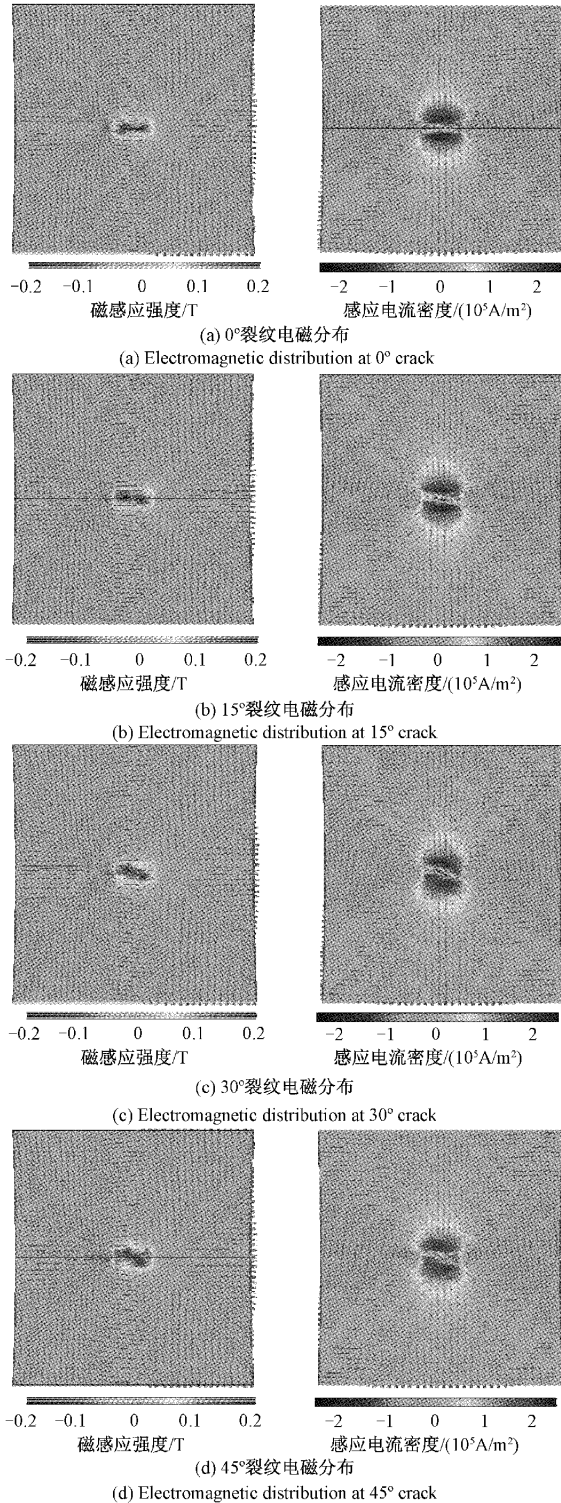 −0.2 −0.1 0 0.1 0.2
磁感应强度/T
−2 −1 0 1 2
感应电流密度/(10⁵A/m²)
(a) 0°裂纹电磁分布
(a) Electromagnetic distribution at 0° crack
−0.2 −0.1 0 0.1 0.2
磁感应强度/T
−2 −1 0 1 2
感应电流密度/(10⁵A/m²)
(b) 15°裂纹电磁分布
(b) Electromagnetic distribution at 15° crack
−0.2 −0.1 0 0.1 0.2
磁感应强度/T
−2 −1 0 1 2
感应电流密度/(10⁵A/m²)
(c) 30°裂纹电磁分布
(c) Electromagnetic distribution at 30° crack
−0.2 −0.1 0 0.1 0.2
磁感应强度/T
−2 −1 0 1 2
感应电流密度/(10⁵A/m²)
(d) 45°裂纹电磁分布
(d) Electromagnetic distribution at 45° crack